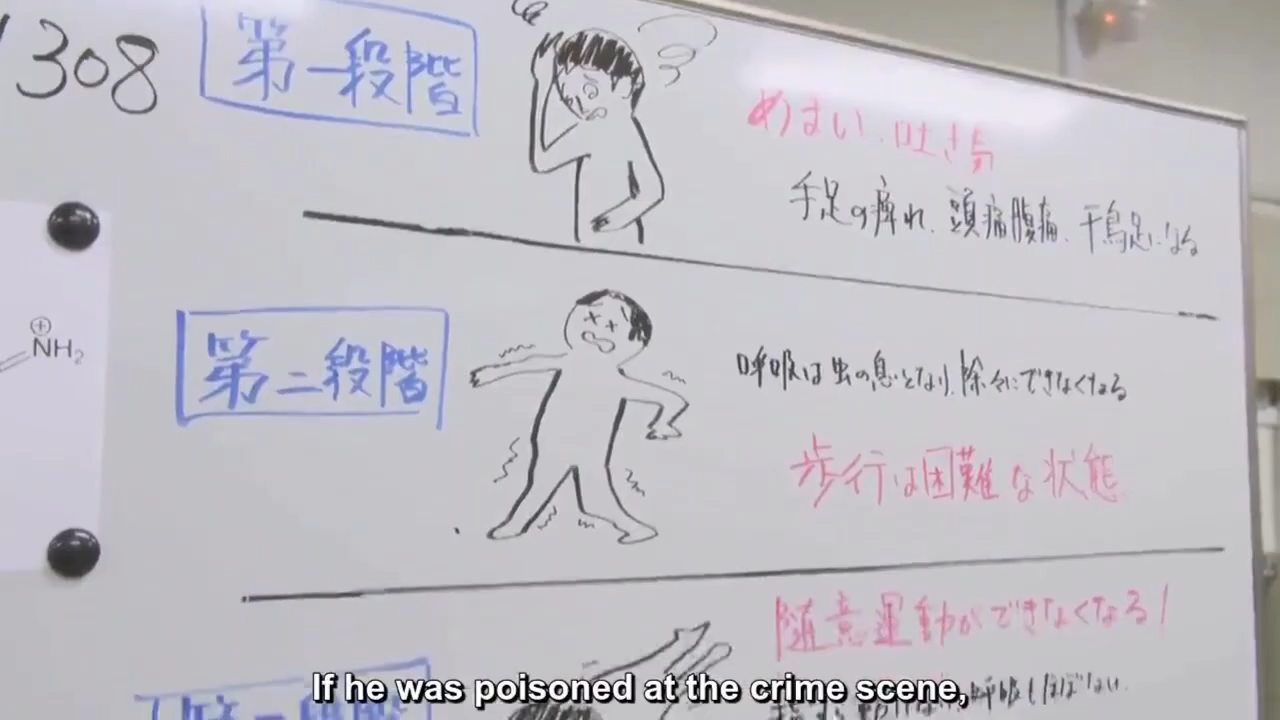 308
第一段階
めまい、吐き気
手足の痺れ、頭痛腹痛、千鳥足になる
NH2
第二段階
呼吸は虫の息となり、除々にできなくなる
歩行は困難な状態
随意運動ができなくなる!
If he was poisoned at the crime scene,